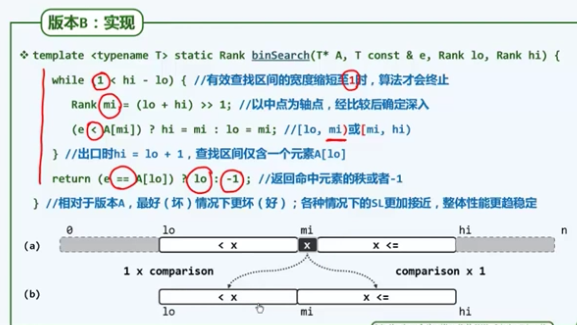 版本B：实现
❖ template <typename T> static Rank binSearch(T* A, T const & e, Rank lo, Rank hi) {
while (1 < hi - lo) { //有效查找区间的宽度缩短至1时，算法才会终止
Rank mi = (lo + hi) >> 1; //以中点为轴点，经比较后确定深入
(e < A[mi]) ? hi = mi : lo = mi; //[lo, mi)或[mi, hi)
} //出口时hi = lo + 1，查找区间仅含一个元素A[lo]
return (e == A[lo]) ? lo : -1 ; //返回命中元素的秩或者-1
} //相对于版本A，最好（坏）情况下更坏（好）；各种情况下的SL更加接近，整体性能更趋稳定
0 lo mi hi n
(a) < x x x <=
1 x comparison comparison x 1
(b) < x x <=
lo mi hi